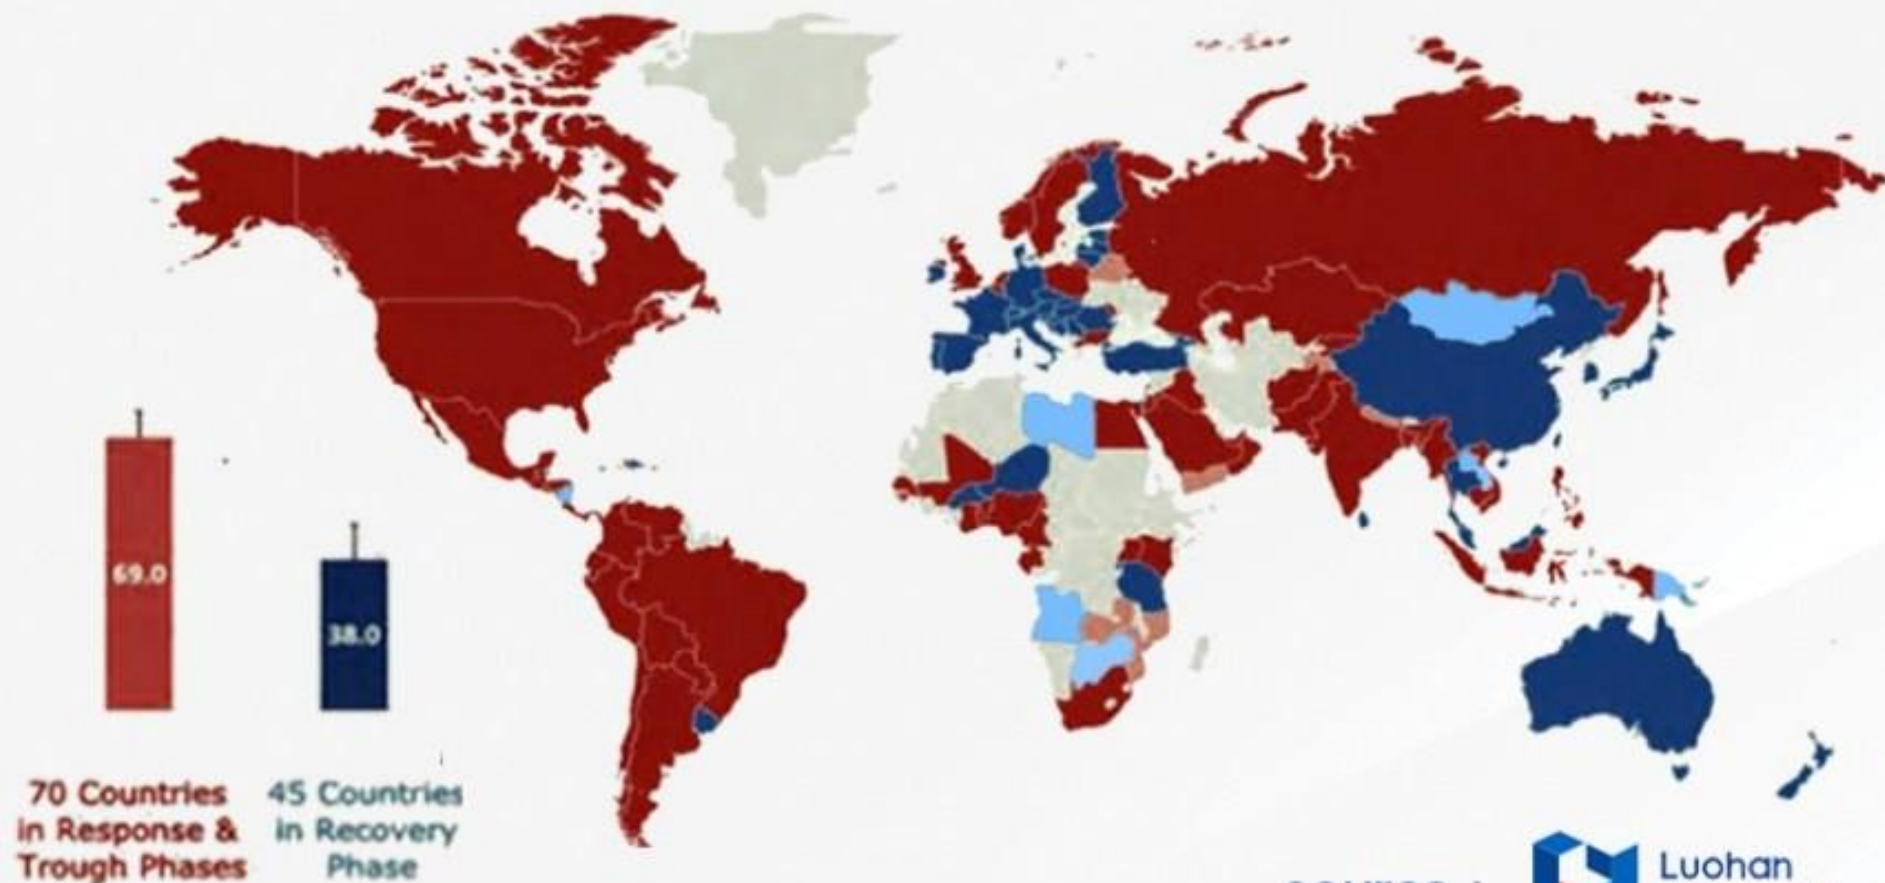 69.0
38.0
70 Countries
in Response &
Trough Phases
45 Countries
in Recovery
Phase
Luohan